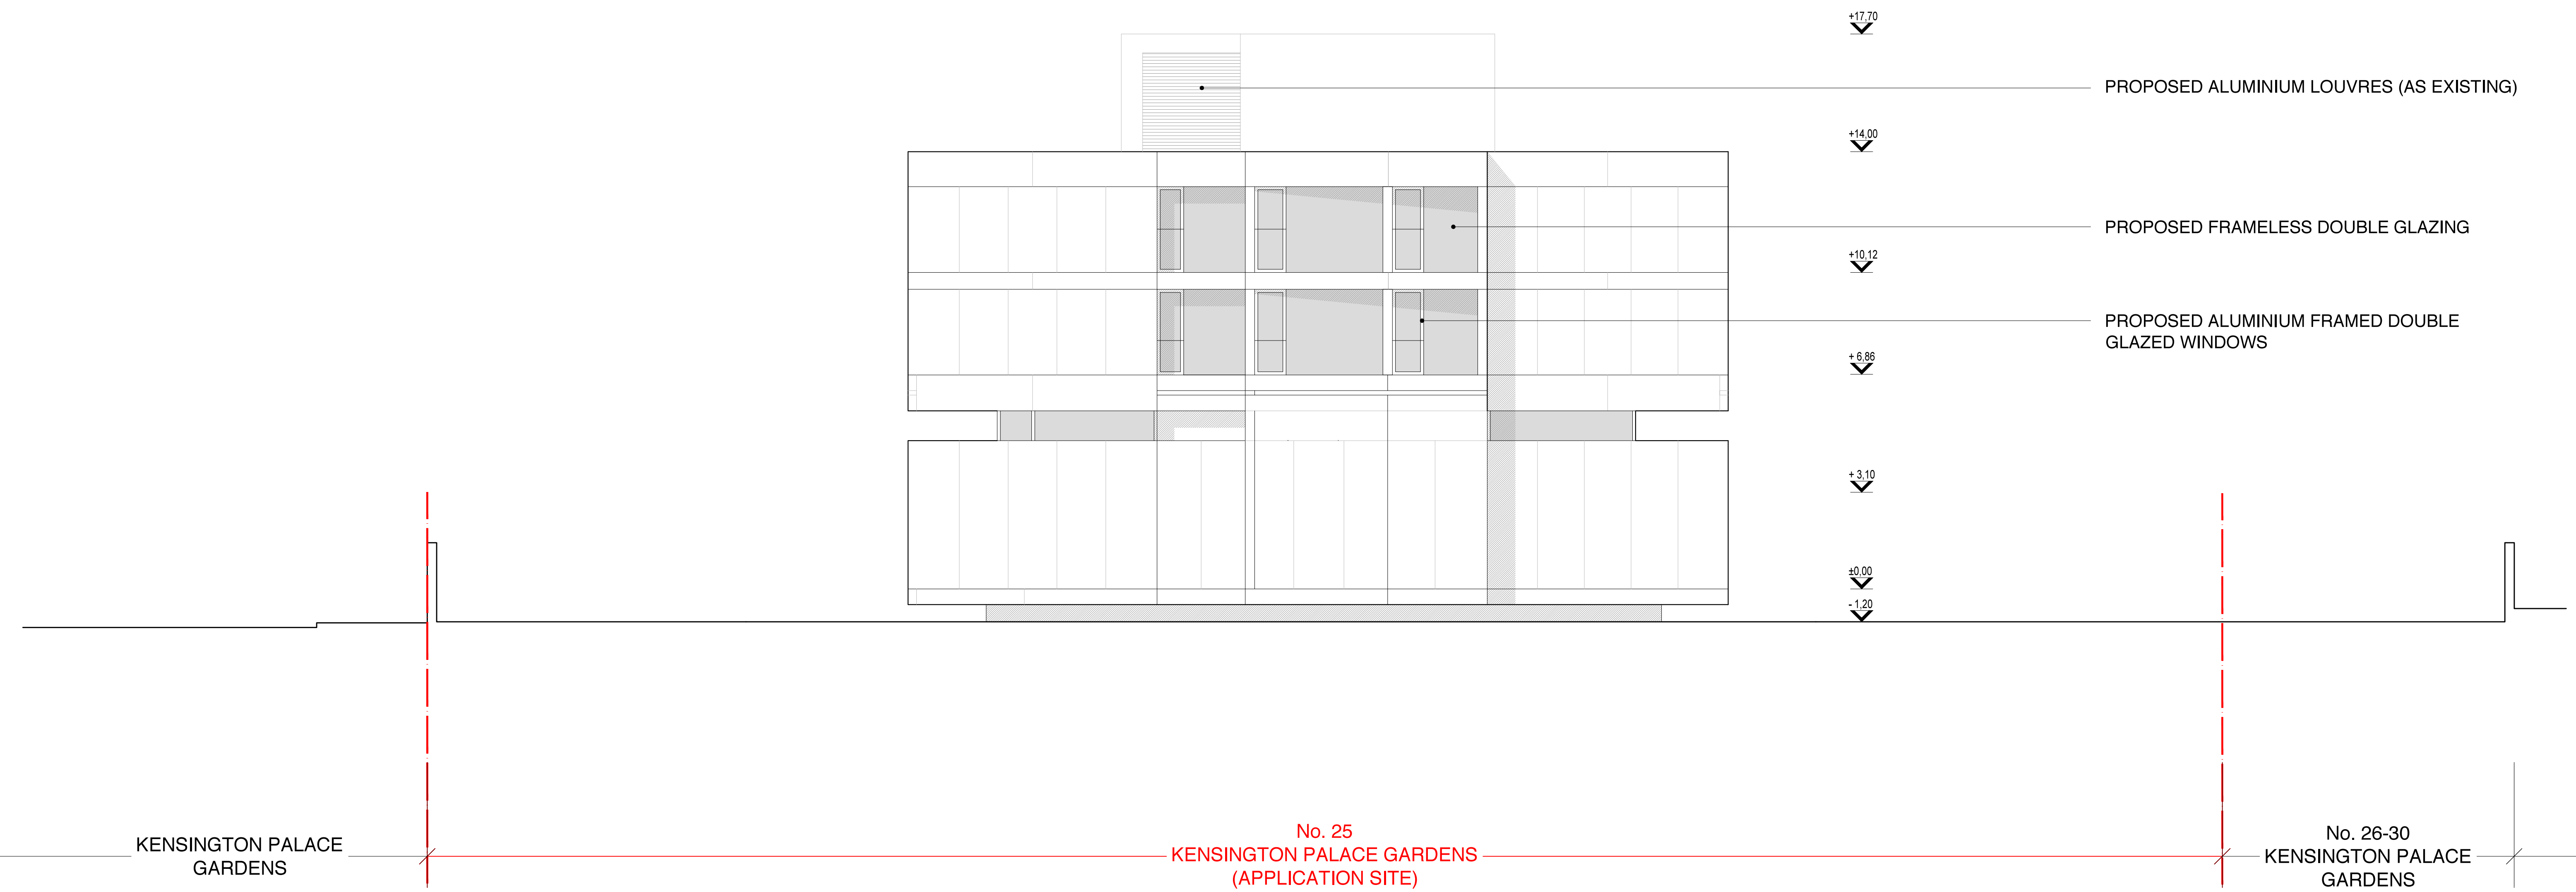 +17,70
PROPOSED ALUMINIUM LOUVRES (AS EXISTING)
+14,00
PROPOSED FRAMELESS DOUBLE GLAZING
+10,12
PROPOSED ALUMINIUM FRAMED DOUBLE
GLAZED WINDOWS
+ 6,86
+ 3,10
±0,00
- 1,20
KENSINGTON PALACE
GARDENS
No. 25
KENSINGTON PALACE GARDENS
(APPLICATION SITE)
No. 26-30
KENSINGTON PALACE
GARDENS